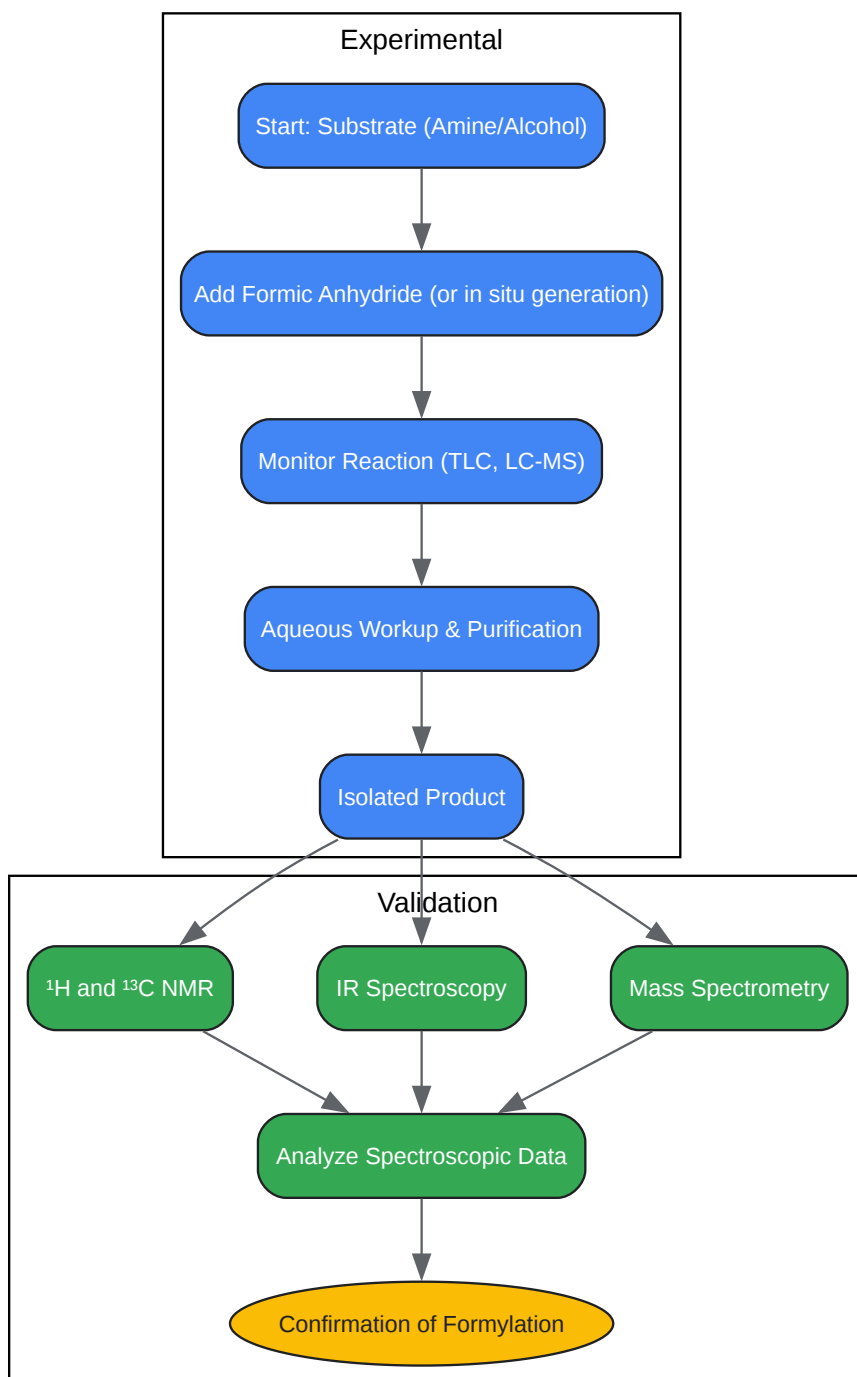 Experimental
Start: Substrate (Amine/Alcohol)
Add Formic Anhydride (or in situ generation)
Monitor Reaction (TLC, LC-MS)
Aqueous Workup & Purification
Isolated Product
Validation
¹H and ¹³C NMR
IR Spectroscopy
Mass Spectrometry
Analyze Spectroscopic Data
Confirmation of Formylation